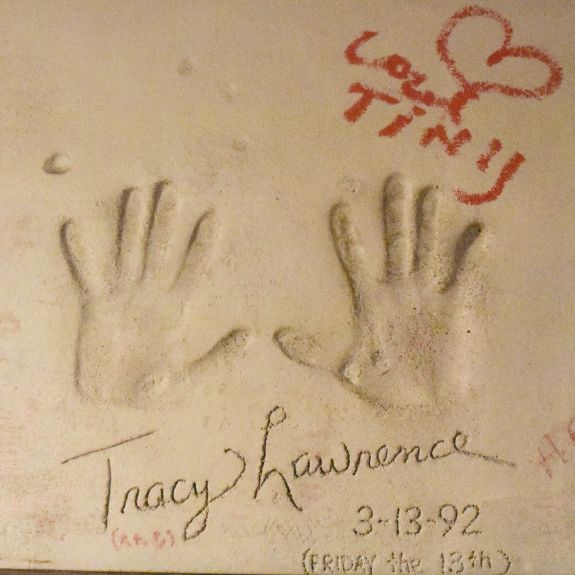 Love
TiNy
Tracy Lawrence
3-13-92
(FRIDAY the 13th)